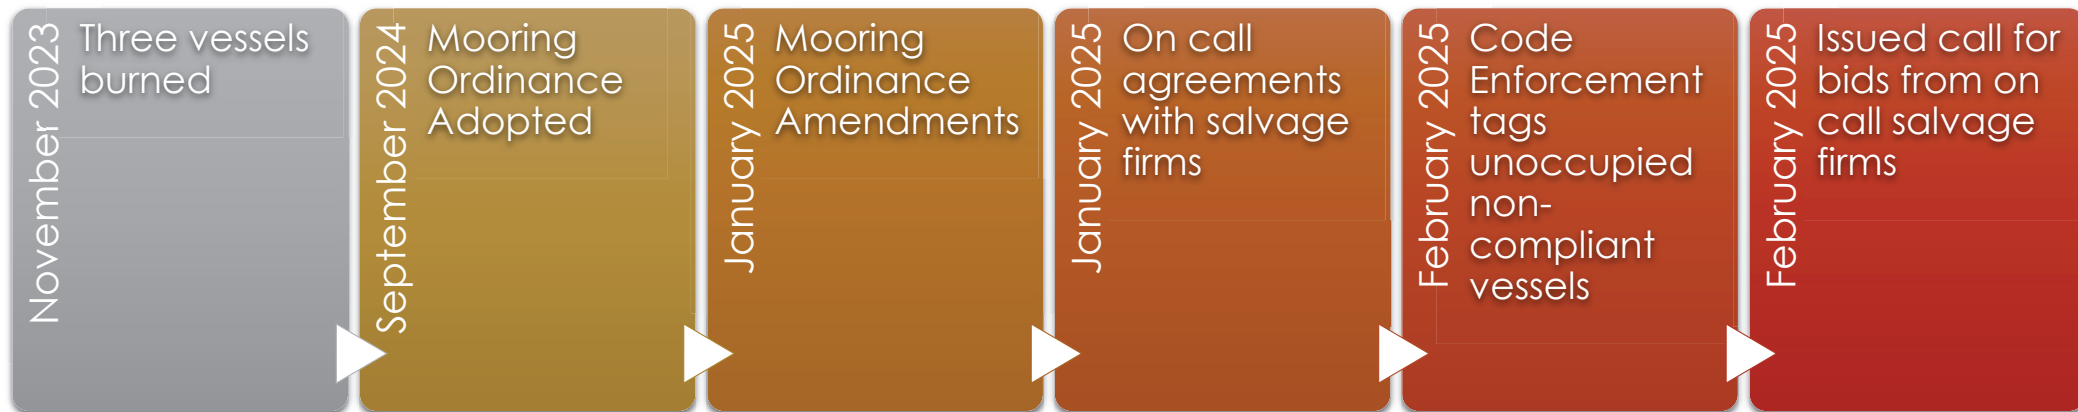 November 2023
Three vessels
burned
September 2024
Mooring
Ordinance
Adopted
January 2025
Mooring
Ordinance
Amendments
January 2025
On call
agreements
with salvage
firms
February 2025
Code
Enforcement
tags
unoccupied
non-
compliant
vessels
February 2025
Issued call for
bids from on
call salvage
firms